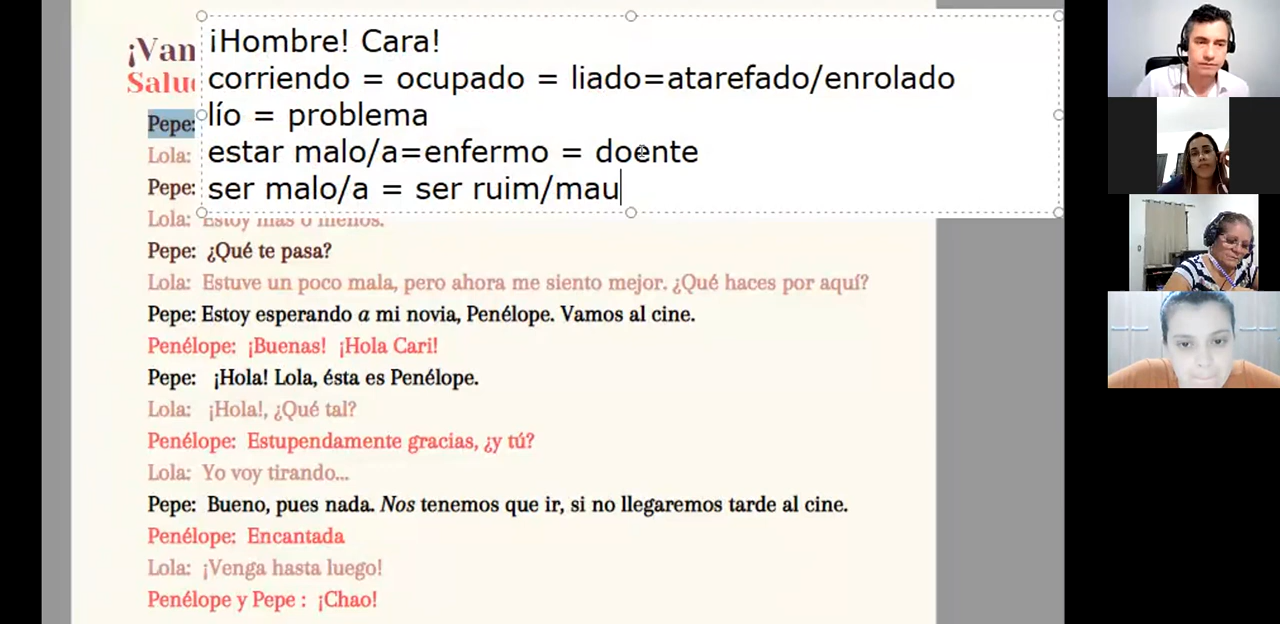 ¡Hombre! Cara!
corriendo = ocupado = liado=atarefado/enrolado
lío = problema
estar malo/a=enfermo = doente
ser malo/a = ser ruim/mau
¡Van
Salu
Pepe:
Lola:
Pepe:
Lola: Estoy más o menos.
Pepe: ¿Qué te pasa?
Lola: Estuve un poco mala, pero ahora me siento mejor. ¿Qué haces por aquí?
Pepe: Estoy esperando a mi novia, Penélope. Vamos al cine.
Penélope: ¡Buenas! ¡Hola Cari!
Pepe: ¡Hola! Lola, ésta es Penélope.
Lola: ¡Hola!, ¿Qué tal?
Penélope: Estupendamente gracias, ¿y tú?
Lola: Yo voy tirando...
Pepe: Bueno, pues nada. Nos tenemos que ir, si no llegaremos tarde al cine.
Penélope: Encantada
Lola: ¡Venga hasta luego!
Penélope y Pepe : ¡Chao!